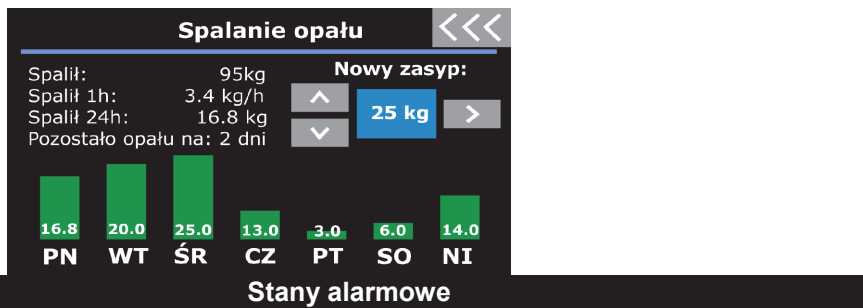 Spalanie opału
Spalił: 95kg
Spalił 1h: 3.4 kg/h
Spalił 24h: 16.8 kg
Pozostało opału na: 2 dni
Nowy zasyp:
25 kg
16.8 20.0 25.0 13.0 3.0 6.0 14.0
PN WT ŚR CZ PT SO NI
Stany alarmowe